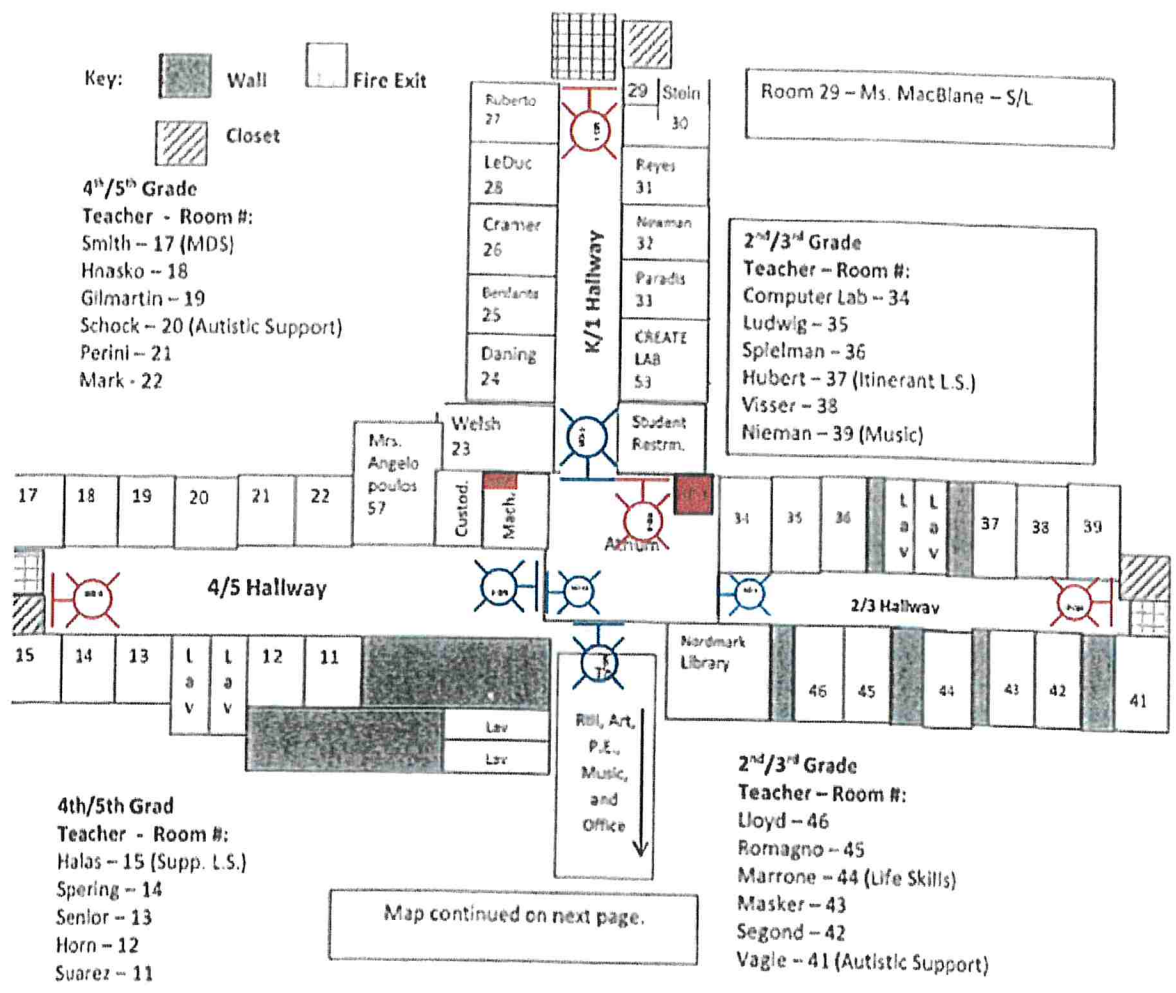 Key:
Wall
Fire Exit
Closet
4th/5th Grade
Teacher - Room #:
Smith – 17 (MDS)
Hnasko – 18
Gilmartin – 19
Schock – 20 (Autistic Support)
Perini – 21
Mark - 22
Ruberto
27
LeDuc
28
Cramer
26
Benfante
25
Daning
24
Welsh
23
K/1 Hallway
29
Stein
30
Reyes
31
Newman
32
Paradis
33
CREATE
LAB
53
Student
Restrm.
Room 29 – Ms. MacBlane – S/L
2nd/3rd Grade
Teacher – Room #:
Computer Lab – 34
Ludwig – 35
Spielman – 36
Hubert – 37 (Itinerant L.S.)
Visser – 38
Nieman – 39 (Music)
17
18
19
20
21
22
Mrs.
Angelo
poulos
57
Custod.
Mach.
Atrium
34
35
36
Lav
Lav
37
38
39
4/5 Hallway
2/3 Hallway
15
14
13
Lav
Lav
12
11
Lav
Lav
Nordmark
Library
46
45
44
43
42
41
RtII, Art,
P.E.,
Music,
and
Office
4th/5th Grad
Teacher - Room #:
Halas – 15 (Supp. L.S.)
Spering – 14
Senior – 13
Horn – 12
Suarez – 11
Map continued on next page.
2nd/3rd Grade
Teacher – Room #:
Lloyd – 46
Romagno – 45
Marrone – 44 (Life Skills)
Masker – 43
Segond – 42
Vagle – 41 (Autistic Support)